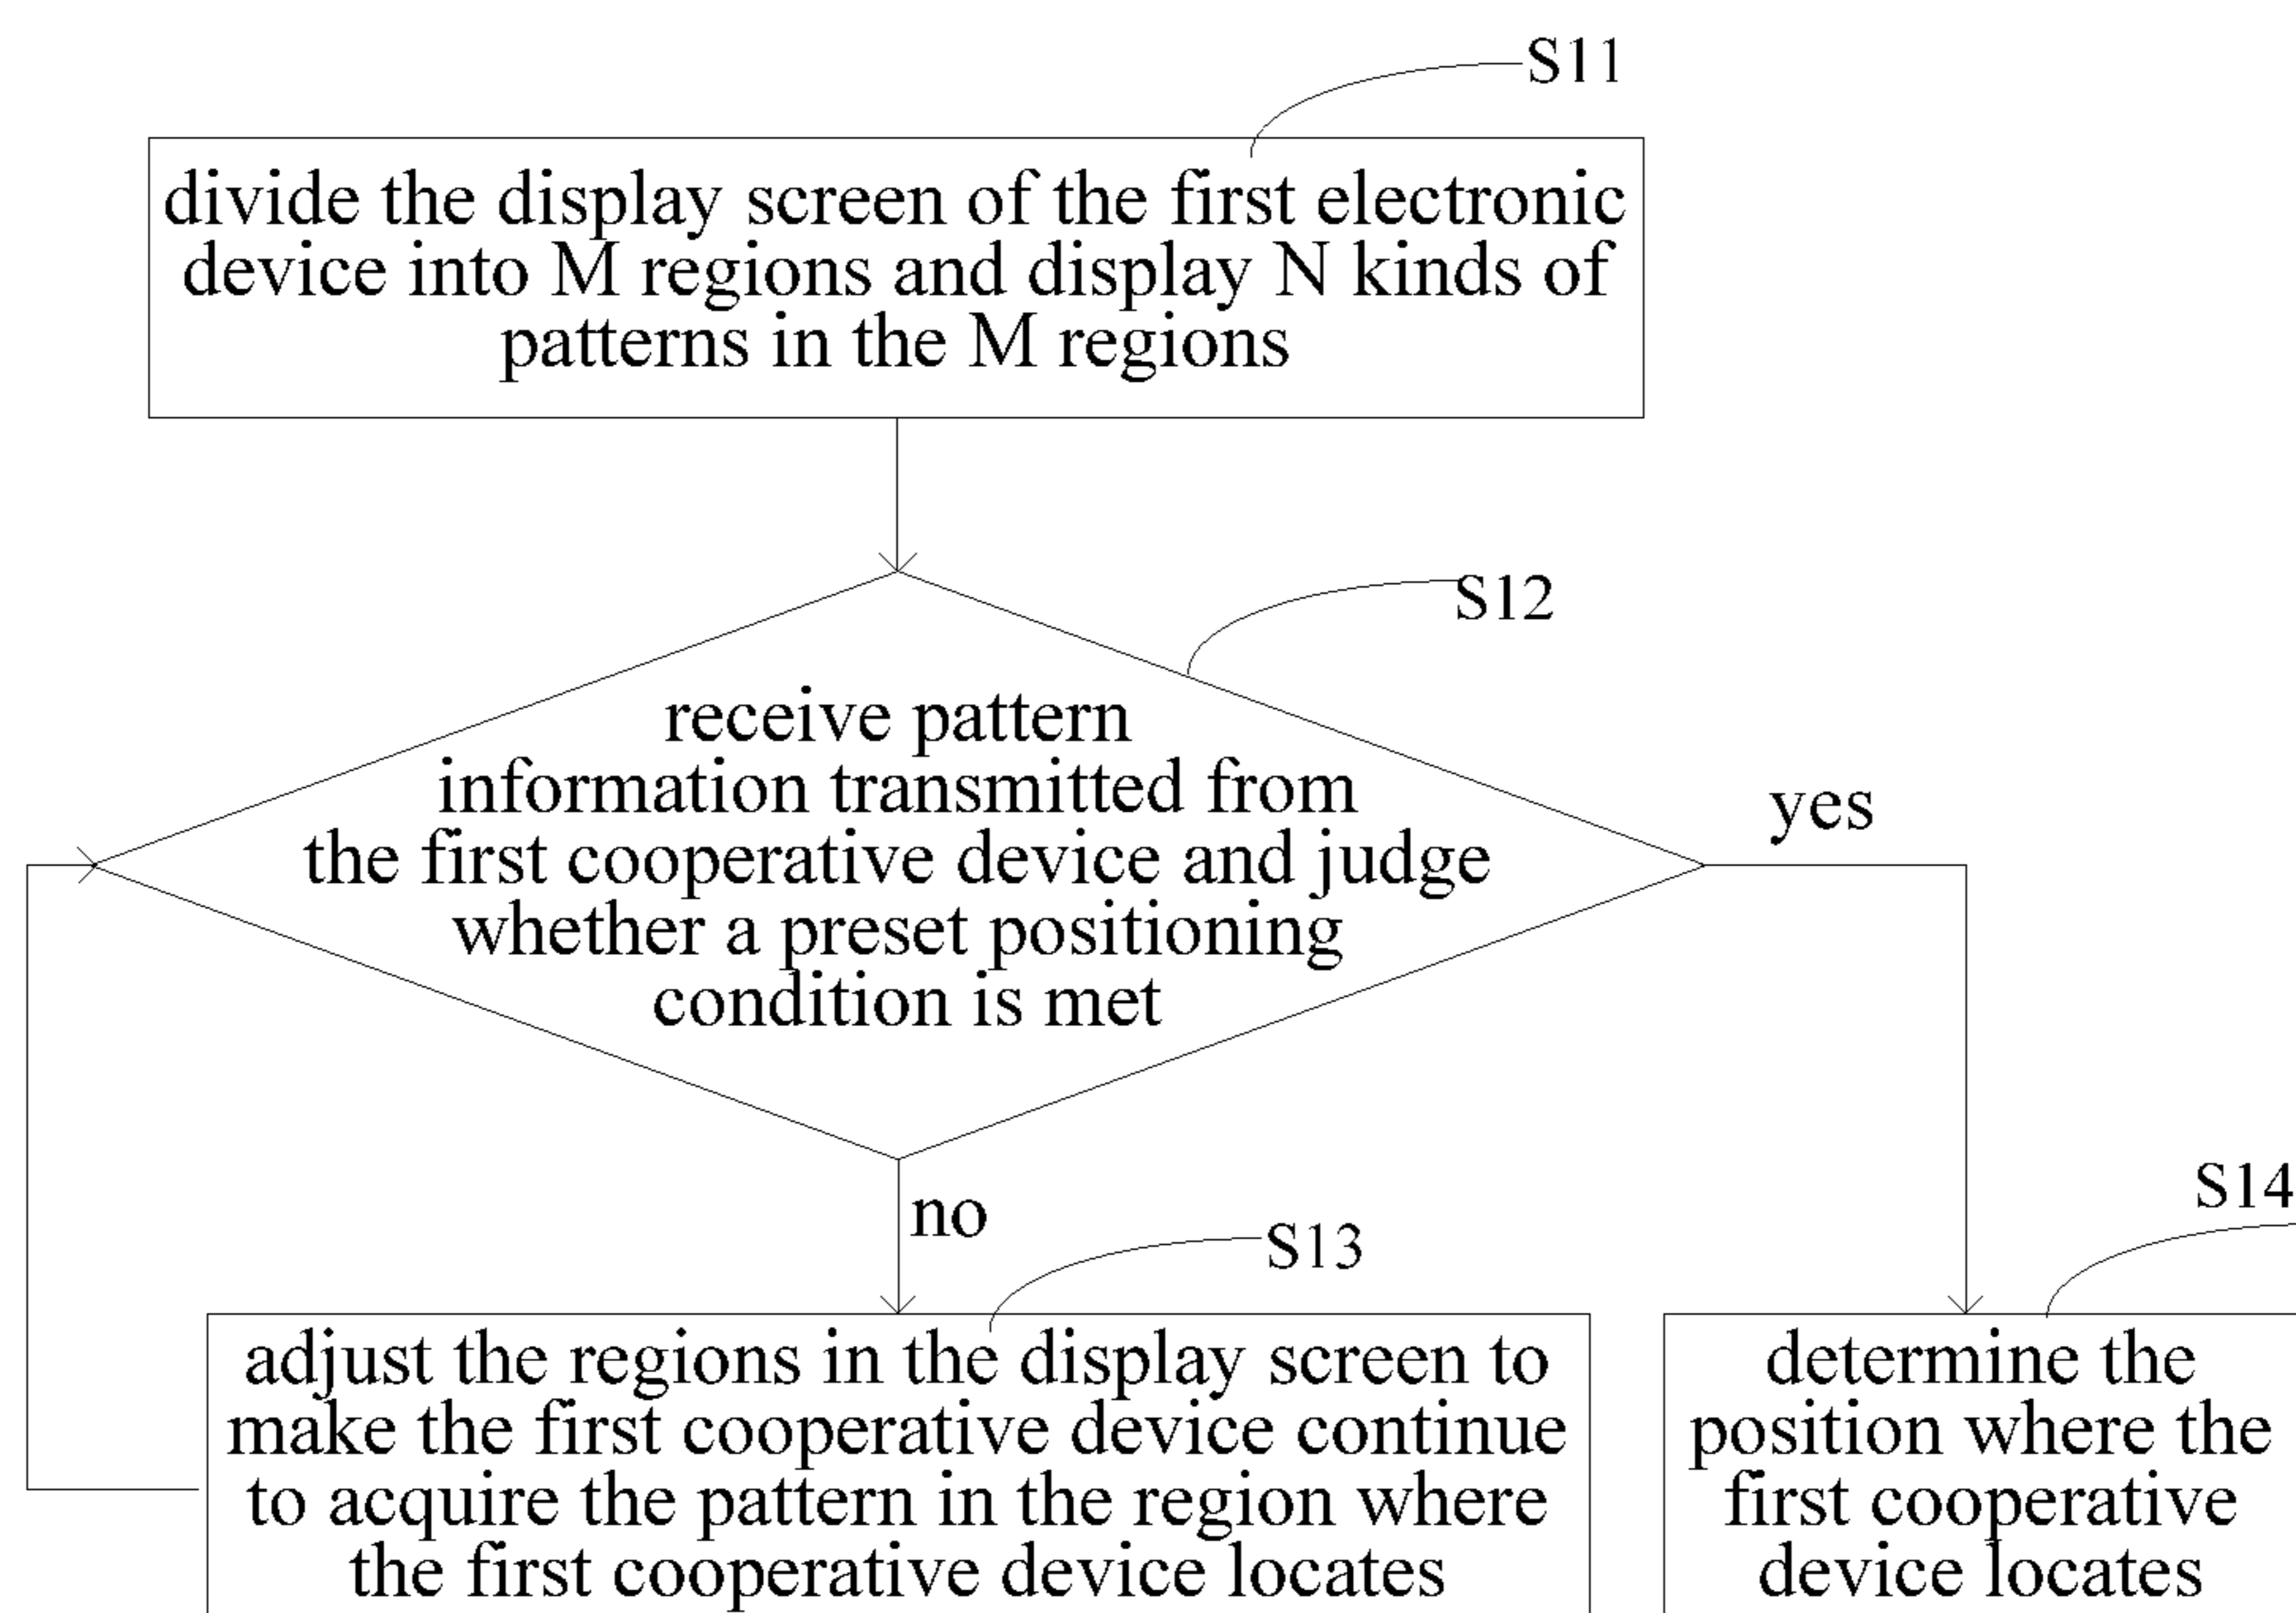 S11
divide the display screen of the first electronic
device into M regions and display N kinds of
patterns in the M regions
S12
receive pattern
information transmitted from
the first cooperative device and judge
whether a preset positioning
condition is met
yes
no
S13
adjust the regions in the display screen to
make the first cooperative device continue
to acquire the pattern in the region where
the first cooperative device locates
S14
determine the
position where the
first cooperative
device locates